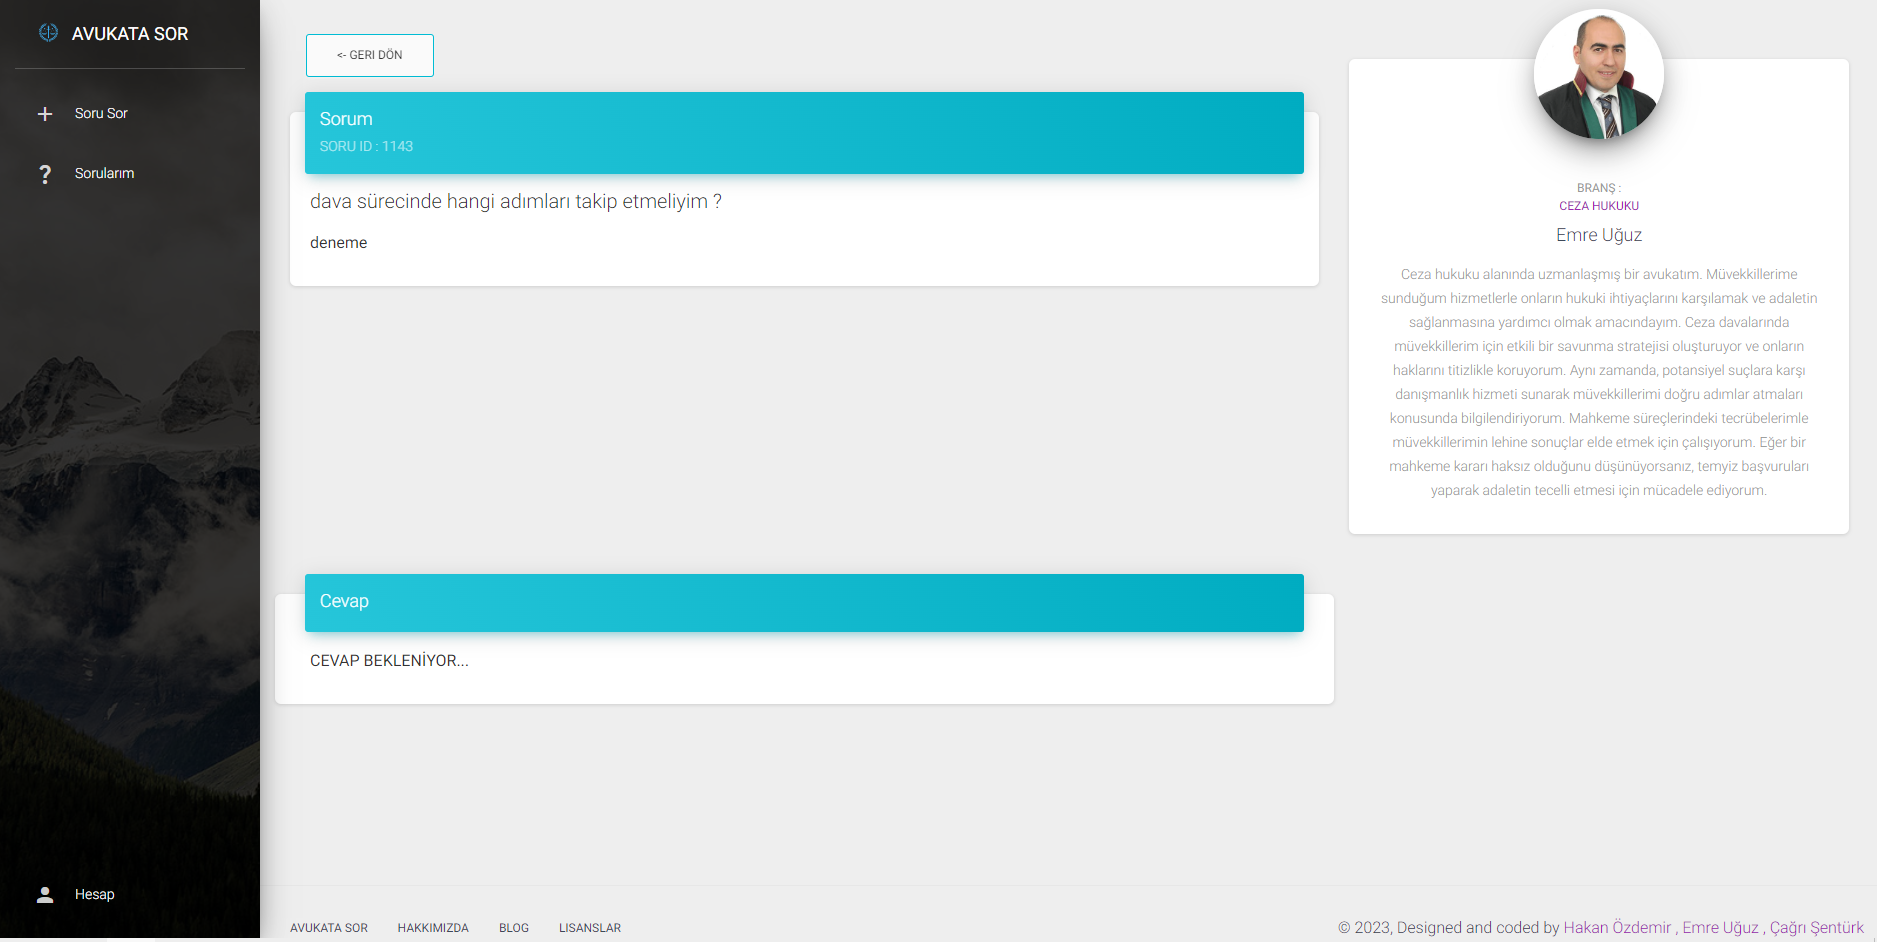 AVUKATA SOR
Soru Sor
Sorularım
Hesap
<- GERI DÖN
Sorum
SORU ID : 1143
dava sürecinde hangi adımları takip etmeliyim ?
deneme
Cevap
CEVAP BEKLENİYOR...
BRANŞ :
CEZA HUKUKU
Emre Uğuz
Ceza hukuku alanında uzmanlaşmış bir avukatım. Müvekkillerime
sunduğum hizmetlerle onların hukuki ihtiyaçlarını karşılamak ve adaletin
sağlanmasına yardımcı olmak amacındayım. Ceza davalarında
müvekkillerim için etkili bir savunma stratejisi oluşturuyor ve onların
haklarını titizlikle koruyorum. Aynı zamanda, potansiyel suçlara karşı
danışmanlık hizmeti sunarak müvekkillerimi doğru adımlar atmaları
konusunda bilgilendiriyorum. Mahkeme süreçlerindeki tecrübelerimle
müvekkillerimin lehine sonuçlar elde etmek için çalışıyorum. Eğer bir
mahkeme kararı haksız olduğunu düşünüyorsanız, temyiz başvuruları
yaparak adaletin tecelli etmesi için mücadele ediyorum.
AVUKATA SOR HAKKIMIZDA BLOG LISANSLAR
© 2023, Designed and coded by Hakan Özdemir , Emre Uğuz , Çağrı Şentürk